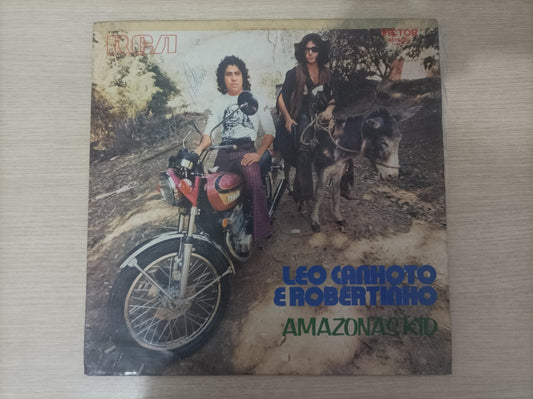 RCA
VICTOR
LEO CANHOTO
E ROBERTINHO
AMAZONAS KID